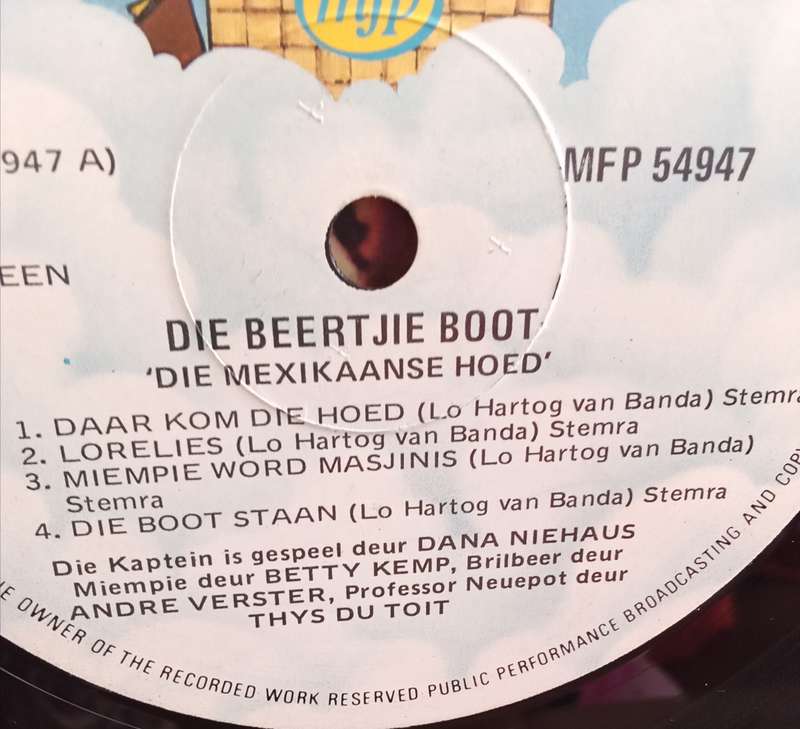 mfp
947 A)
MFP 54947
EEN
DIE BEERTJIE BOOT
'DIE MEXIKAANSE HOED'
1. DAAR KOM DIE HOED (Lo Hartog van Banda) Stemra
2. LORELIES (Lo Hartog van Banda) Stemra
3. MIEMPIE WORD MASJINIS (Lo Hartog van Banda)
Stemra
4. DIE BOOT STAAN (Lo Hartog van Banda) Stemra
Die Kaptein is gespeel deur DANA NIEHAUS
Miempie deur BETTY KEMP, Brilbeer deur
ANDRE VERSTER, Professor Neuepot deur
THYS DU TOIT
E OWNER OF THE RECORDED WORK RESERVED PUBLIC PERFORMANCE BROADCASTING AND COPY